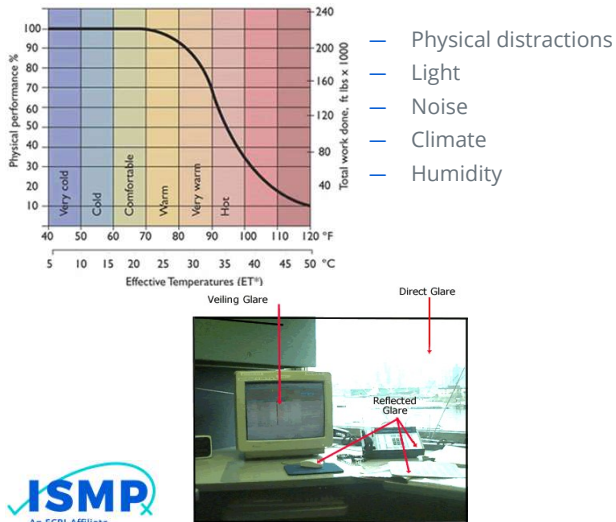 Physical performance %
100
90
80
70
60
50
40
30
20
10
Very cold
Cold
Comfortable
Warm
Very warm
Hot
240
200
160
120
80
40
Total work done, ft lbs x 1000
40 50 60 70 80 90 100 110 120 °F
5 10 15 20 25 30 35 40 45 50 °C
Effective Temperatures (ET*)
— Physical distractions
— Light
— Noise
— Climate
— Humidity
Veiling Glare
Direct Glare
Reflected
Glare
ISMP
An ECRI Affiliate